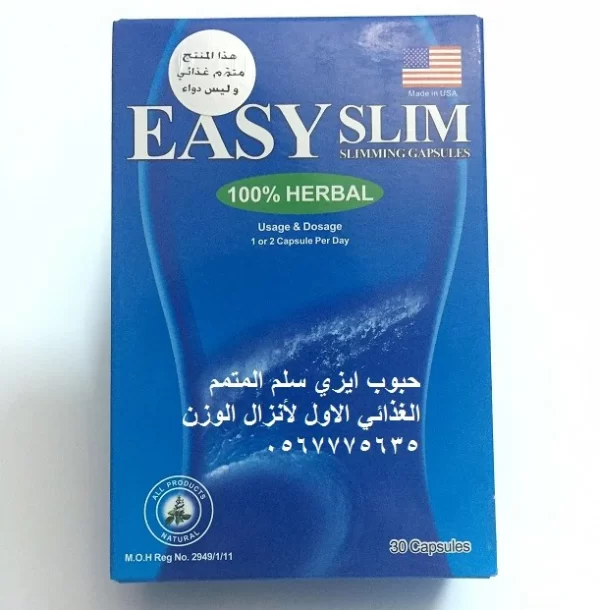 هذا المنتج
متمم غذائي
وليس دواء
Made in USA
EASY SLIM
SLIMMING GAPSULES
100% HERBAL
Usage & Dosage
1 or 2 Capsule Per Day
حبوب ايزي سلم المتمم
الغذائي الاول لأنزال الوزن
٠٥٦٧٧٧٥٦٣٥
ALL PRODUCTS
NATURAL
M.O.H Reg No. 2949/1/11
30 Capsules